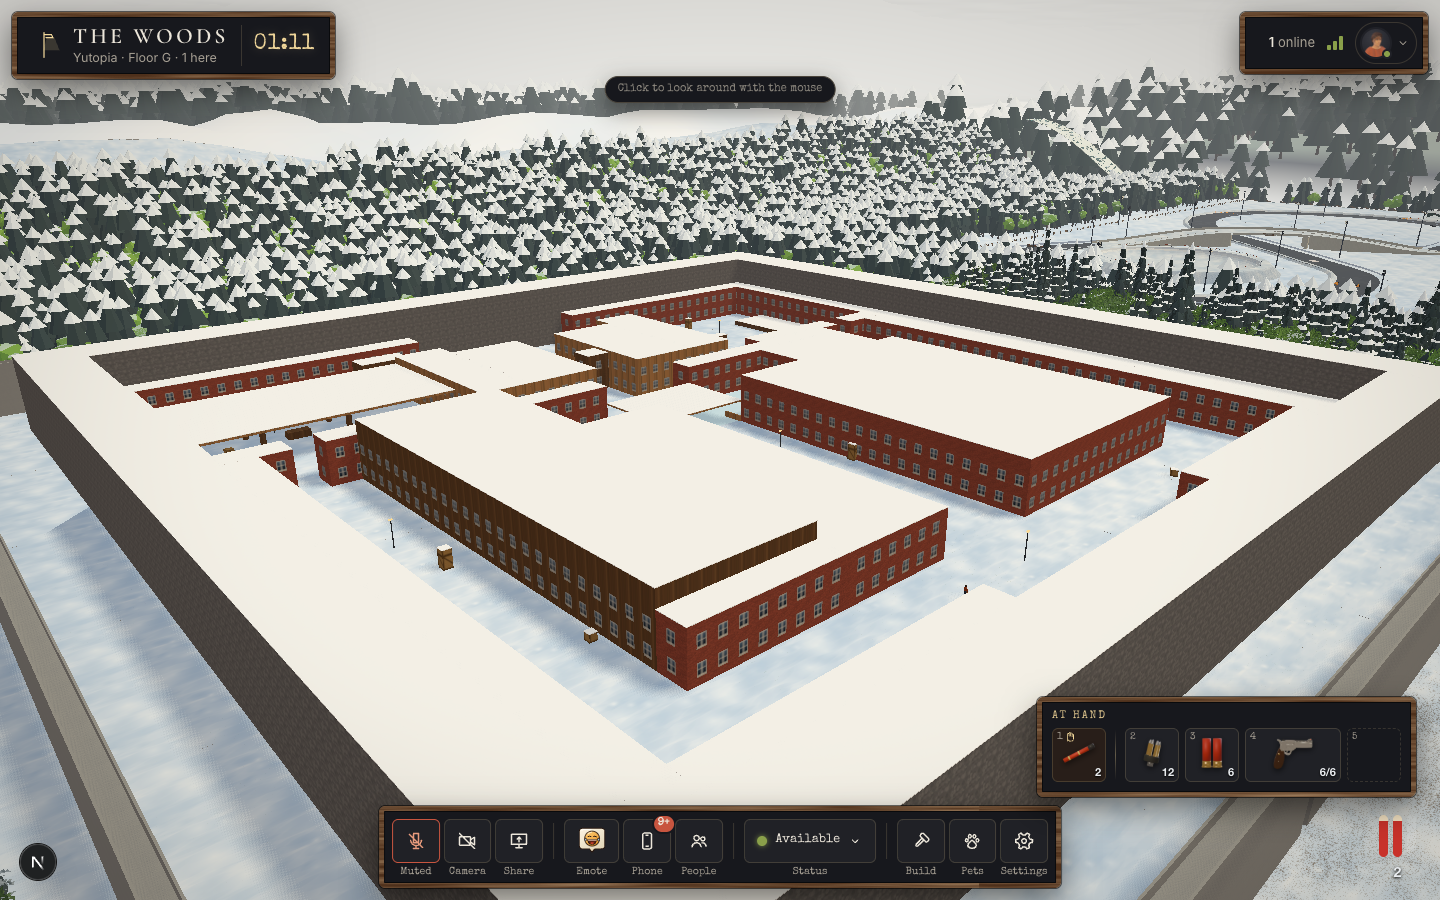 THE WOODS
Yutopia · Floor G · 1 here
01:11
1 online
Click to look around with the mouse
AT HAND
1
2
2
12
3
6
4
6/6
5
9+
Muted
Camera
Share
Emote
Phone
People
Available
Status
Build
Pets
Settings
N
2